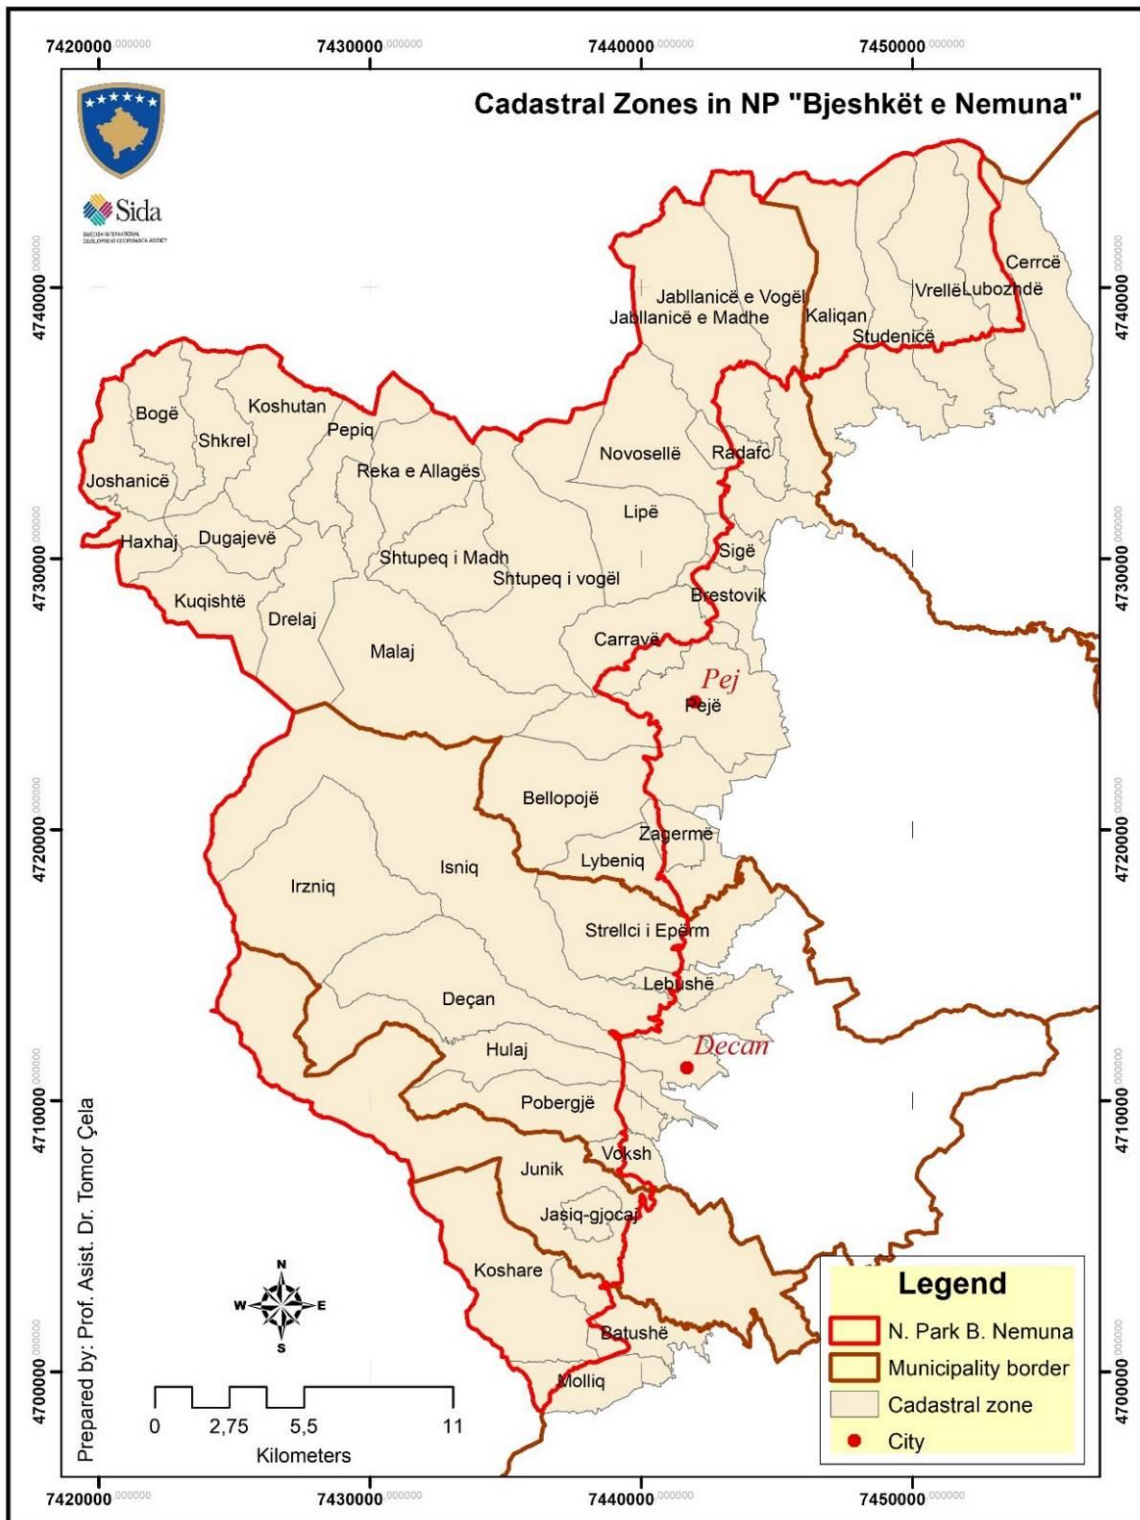 7420000.000000
7430000.000000
7440000.000000
7450000.000000
Cadastral Zones in NP "Bjeshkët e Nemuna"
Sida
SWEDISH INTERNATIONAL
DEVELOPMENT COOPERATION AGENCY
4740000.000000
4740000.000000
Cerrcë
Vrellë
Lubozhdë
Jabllanicë e Vogël
Jabllanicë e Madhe
Kaliqan
Studenicë
Bogë
Koshutan
Pepiq
Shkrel
Novosellë
Radafc
Reka e Allagës
Joshanicë
Lipë
Haxhaj
Dugajevë
Sigë
Shtupeq i Madh
Shtupeq i vogël
4730000.000000
4730000.000000
Kuqishtë
Brestovik
Drelaj
Carravë
Malaj
Pej
Pejë
Bellopojë
4720000.000000
4720000.000000
Zagermë
Lybeniq
Isniq
Irzniq
Strellci i Epërm
Lebushë
Deçan
Hulaj
Decan
Pobergjë
4710000.000000
4710000.000000
Voksh
Junik
Jasiq-gjocaj
Koshare
Batushë
Molliq
4700000.000000
4700000.000000
N
W
E
S
0
2,75
5,5
11
Kilometers
Prepared by: Prof. Asist. Dr. Tomor Çela
Legend
N. Park B. Nemuna
Municipality border
Cadastral zone
City
7420000.000000
7430000.000000
7440000.000000
7450000.000000